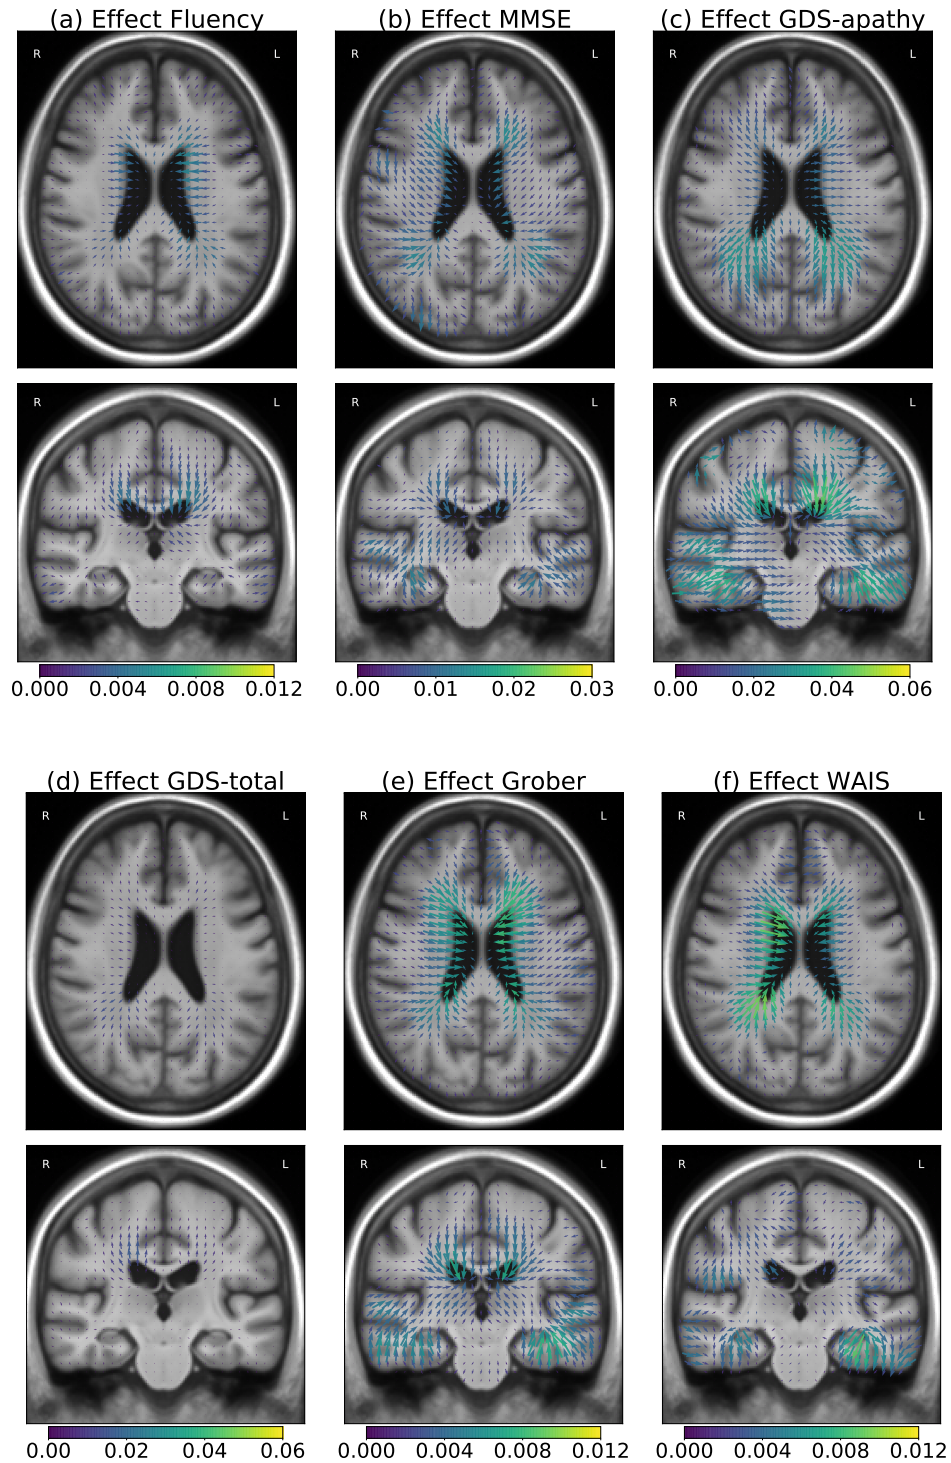 (a) Effect Fluency (b) Effect MMSE (c) Effect GDS-apathy
R L R L R L
R L R L R L
0.000 0.004 0.008 0.012 0.00 0.01 0.02 0.03 0.00 0.02 0.04 0.06
(d) Effect GDS-total (e) Effect Grober (f) Effect WAIS
R L R L R L
R L R L R L
0.00 0.02 0.04 0.06 0.000 0.004 0.008 0.012 0.000 0.004 0.008 0.012